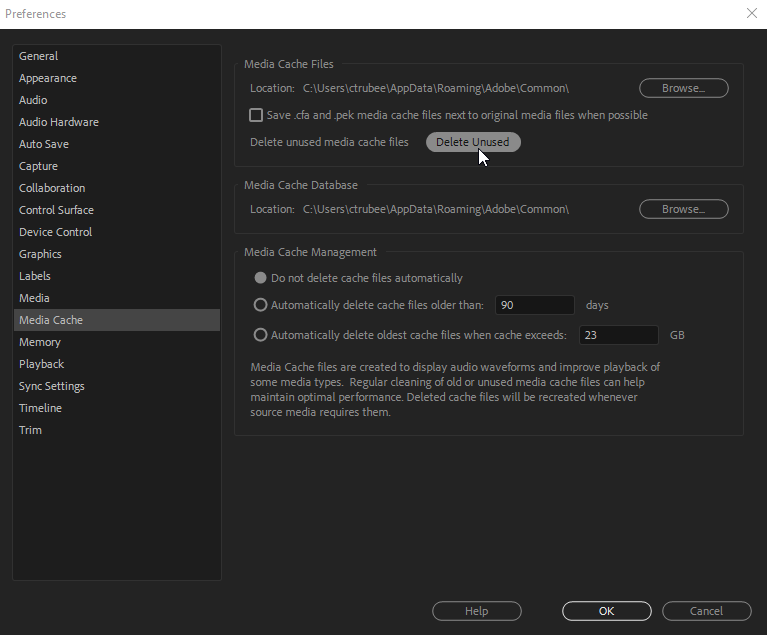 Preferences
General
Appearance
Audio
Audio Hardware
Auto Save
Capture
Collaboration
Control Surface
Device Control
Graphics
Labels
Media
Media Cache
Memory
Playback
Sync Settings
Timeline
Trim
Media Cache Files
Location: C:\Users\ctrubee\AppData\Roaming\Adobe\Common\ Browse...
Save .cfa and .pek media cache files next to original media files when possible
Delete unused media cache files Delete Unused
Media Cache Database
Location: C:\Users\ctrubee\AppData\Roaming\Adobe\Common\ Browse...
Media Cache Management
Do not delete cache files automatically
Automatically delete cache files older than: 90 days
Automatically delete oldest cache files when cache exceeds: 23 GB
Media Cache files are created to display audio waveforms and improve playback of
some media types. Regular cleaning of old or unused media cache files can help
maintain optimal performance. Deleted cache files will be recreated whenever
source media requires them.
Help OK Cancel